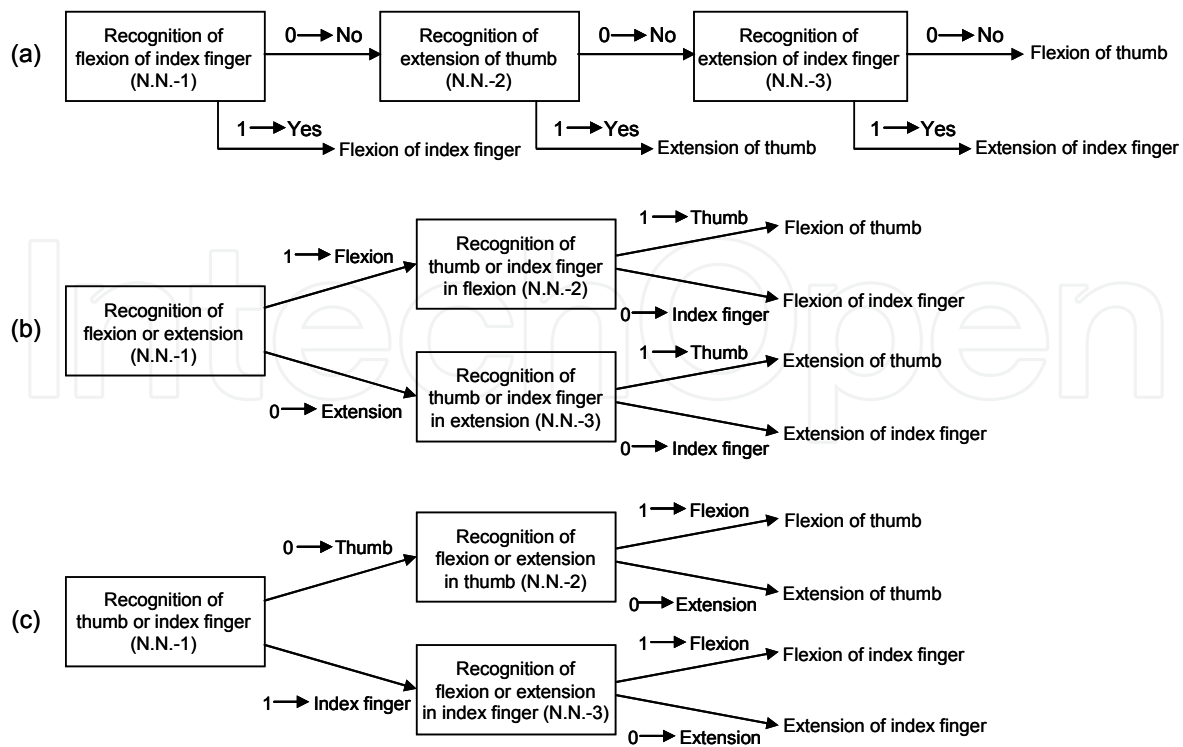 (a)
Recognition of
flexion of index finger
(N.N.-1)
0→No
Recognition of
extension of thumb
(N.N.-2)
0→No
Recognition of
extension of index finger
(N.N.-3)
0→No
Flexion of thumb
1→Yes
Flexion of index finger
1→Yes
Extension of thumb
1→Yes
Extension of index finger
(b)
Recognition of
flexion or extension
(N.N.-1)
1→Flexion
Recognition of
thumb or index finger
in flexion (N.N.-2)
1→Thumb
Flexion of thumb
Flexion of index finger
0→Index finger
0→Extension
Recognition of
thumb or index finger
in extension (N.N.-3)
1→Thumb
Extension of thumb
Extension of index finger
0→Index finger
(c)
Recognition of
thumb or index finger
(N.N.-1)
0→Thumb
Recognition of
flexion or extension
in thumb (N.N.-2)
1→Flexion
Flexion of thumb
Extension of thumb
0→Extension
1→Index finger
Recognition of
flexion or extension
in index finger (N.N.-3)
1→Flexion
Flexion of index finger
Extension of index finger
0→Extension
IntechOpen